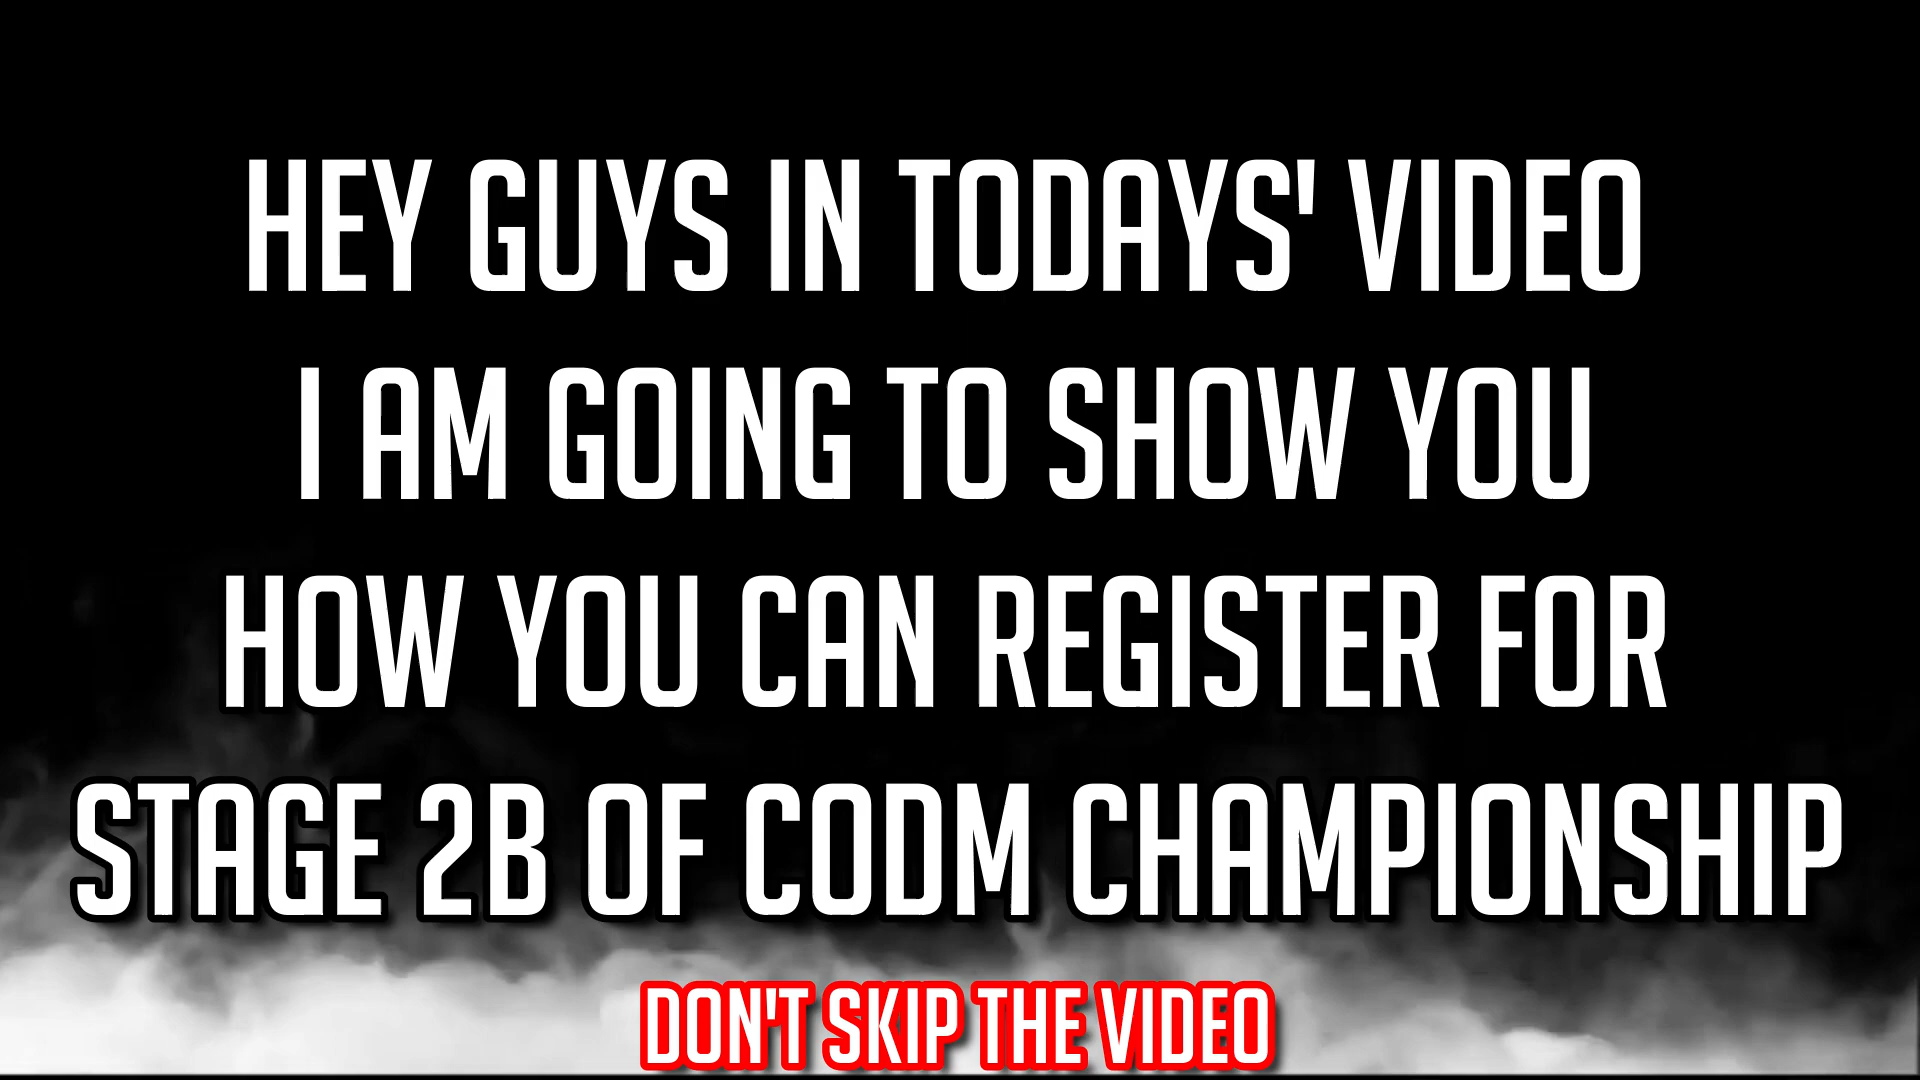 HEY GUYS IN TODAYS' VIDEO
I AM GOING TO SHOW YOU
HOW YOU CAN REGISTER FOR
STAGE 2B OF CODM CHAMPIONSHIP
DON'T SKIP THE VIDEO